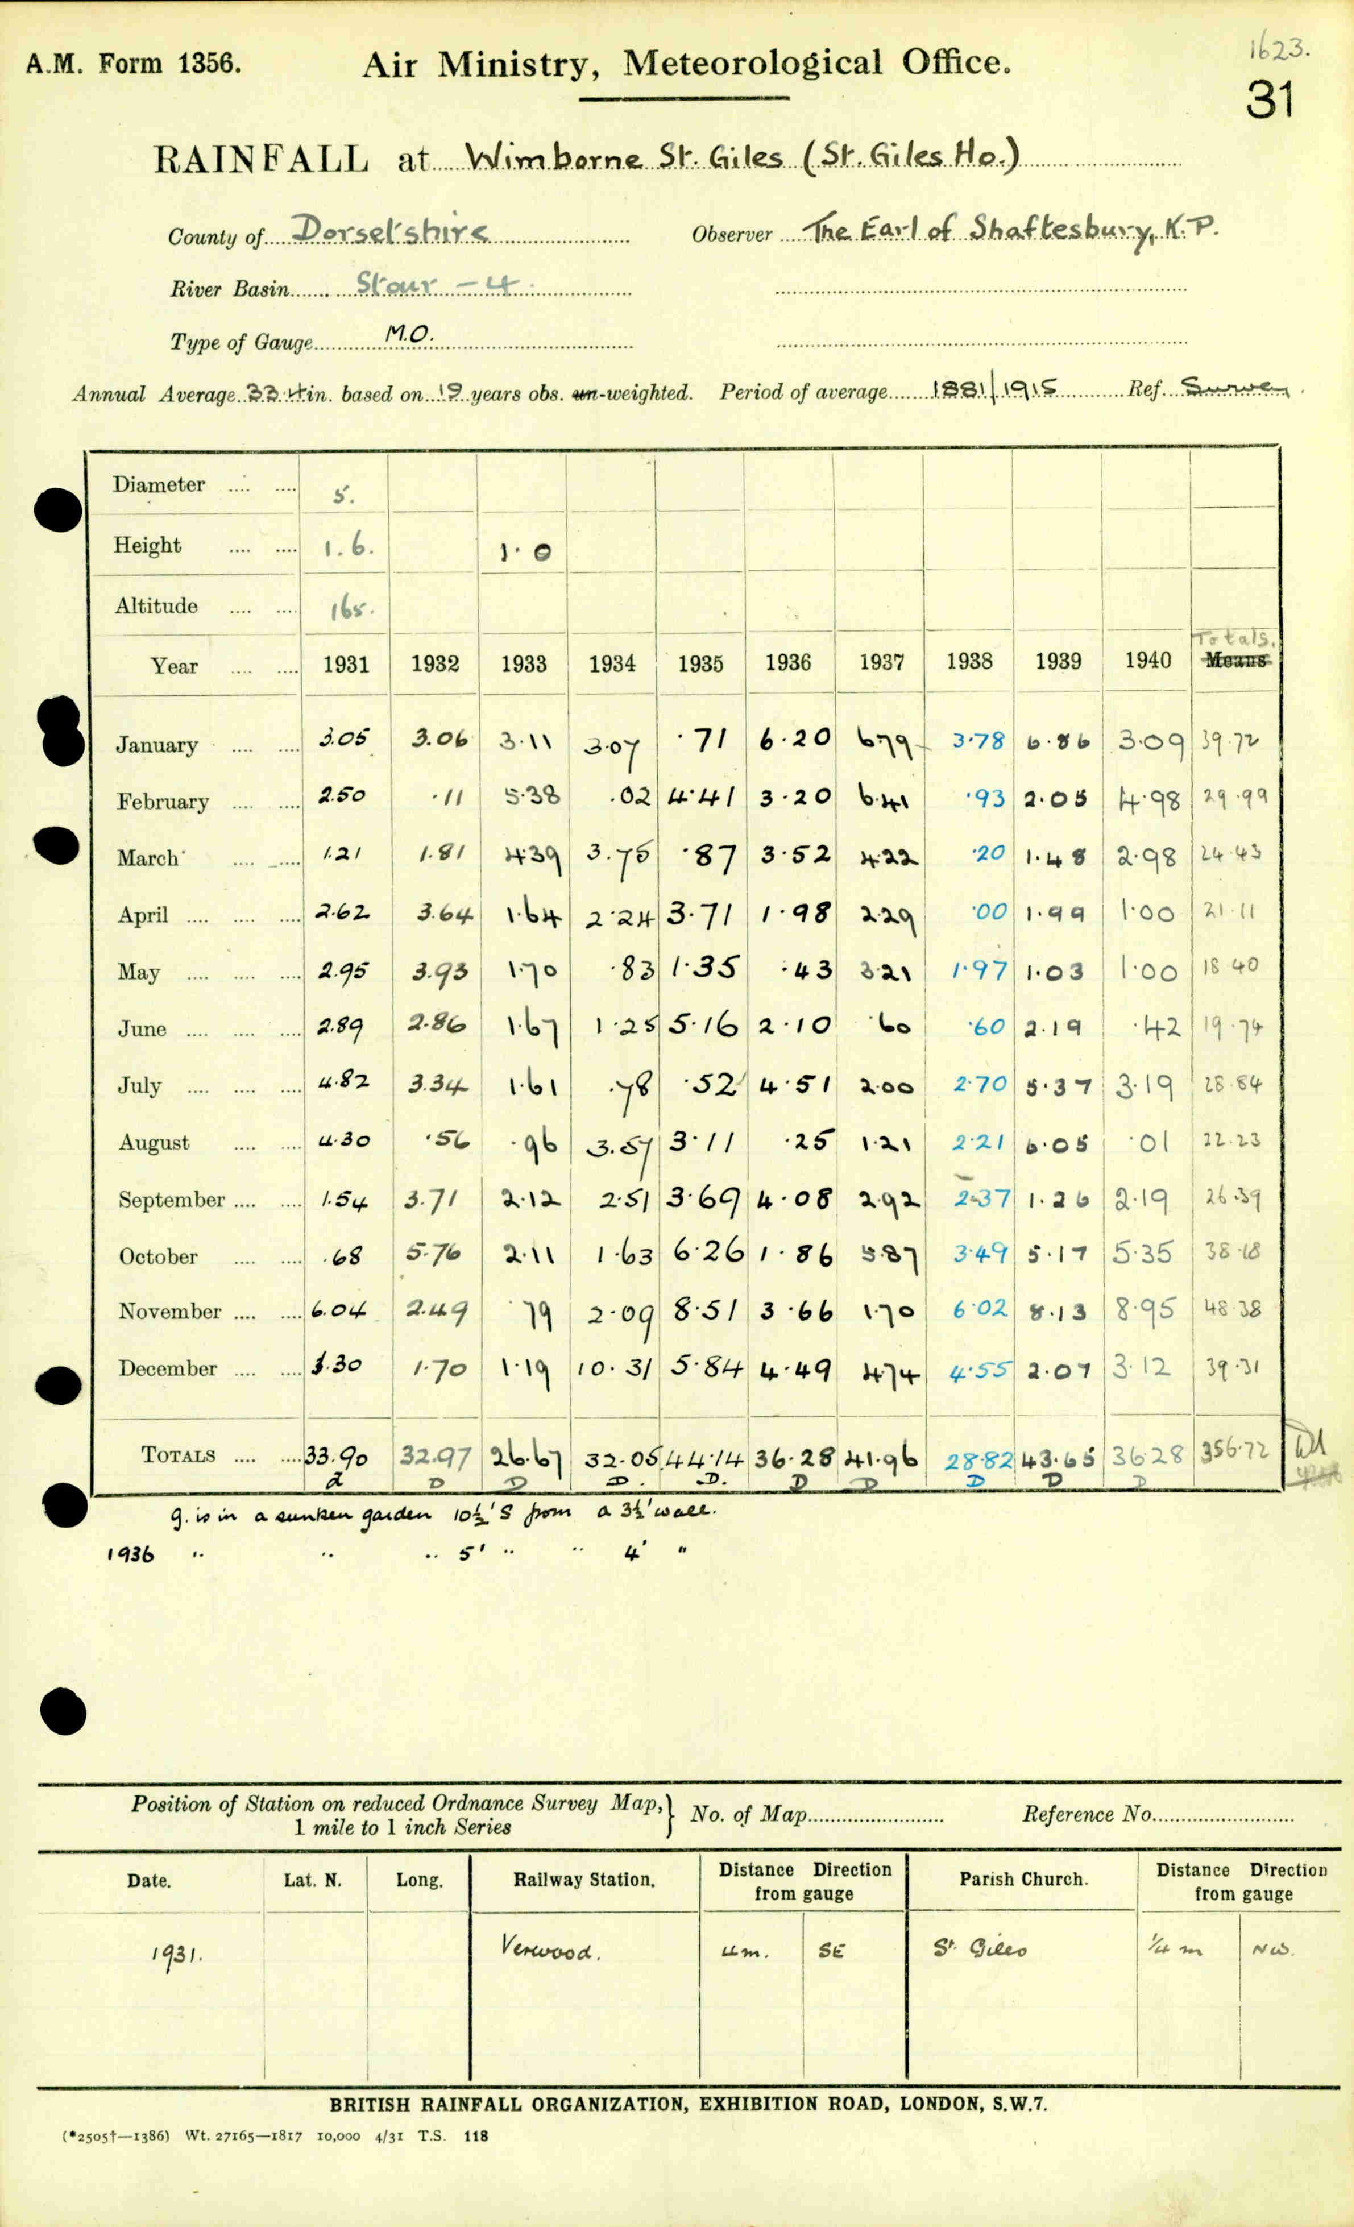 1623.
A.M. Form 1356. Air Ministry, Meteorological Office.
31
RAINFALL at Wimborne St. Giles (St. Giles Ho.)
County of Dorsetshire Observer The Earl of Shaftesbury, K.P.
River Basin Stour - 4
Type of Gauge M.O.
Annual Average 33.4 in. based on 19 years obs. un-weighted. Period of average 1881/1915 Ref. Survey.
Diameter .... .... 5.
Height .... .... 1.6. 1.0
Altitude .... .... 165.
Totals.
Year .... .... 1931 1932 1933 1934 1935 1936 1937 1938 1939 1940 Means
January .... .... 3.05 3.06 3.11 3.07 .71 6.20 6.79 3.78 6.86 3.09 39.72
February .... .... 2.50 .11 5.38 .02 4.41 3.20 6.41 .93 2.05 4.98 29.99
March .... .... 1.21 1.81 4.39 3.75 .87 3.52 4.22 .20 1.48 2.98 24.43
April .... .... .... 2.62 3.64 1.64 2.24 3.71 1.98 2.29 .00 1.99 1.00 21.11
May .... .... .... 2.95 3.93 1.70 .83 1.35 .43 3.21 1.97 1.03 1.00 18.40
June .... .... .... 2.89 2.86 1.67 1.25 5.16 2.10 .60 .60 2.19 .42 19.74
July .... .... .... 4.82 3.34 1.61 .78 .52 4.51 2.00 2.70 5.37 3.19 28.84
August .... .... 4.30 .56 .96 3.57 3.11 .25 1.21 2.21 6.05 .01 22.23
September .... .... 1.54 3.71 2.12 2.51 3.69 4.08 2.92 2.37 1.26 2.19 26.39
October .... .... .68 5.76 2.11 1.63 6.26 1.86 5.87 3.49 5.17 5.35 38.18
November .... .... 6.04 2.49 .79 2.09 8.51 3.66 1.70 6.02 8.13 8.95 48.38
December .... .... 1.30 1.70 1.19 10.31 5.84 4.49 4.74 4.55 2.07 3.12 39.31
TOTALS .... .... 33.90 32.97 26.67 32.05 44.14 36.28 41.96 28.82 43.65 36.28 356.72
d D D D. D. D D D D D
g. is in a sunken garden 10½' S from a 3½' wall.
1936 " " " 5' " " 4' "
Position of Station on reduced Ordnance Survey Map,} No. of Map Reference No.
1 mile to 1 inch Series
Date. Lat. N. Long. Railway Station. Distance Direction from gauge Parish Church. Distance Direction from gauge
1931. Verwood. 4m. SE St. Giles ¼ m NW.
BRITISH RAINFALL ORGANIZATION, EXHIBITION ROAD, LONDON, S.W.7.
(*2505†—1386) Wt. 27165—1817 10,000 4/31 T.S. 118